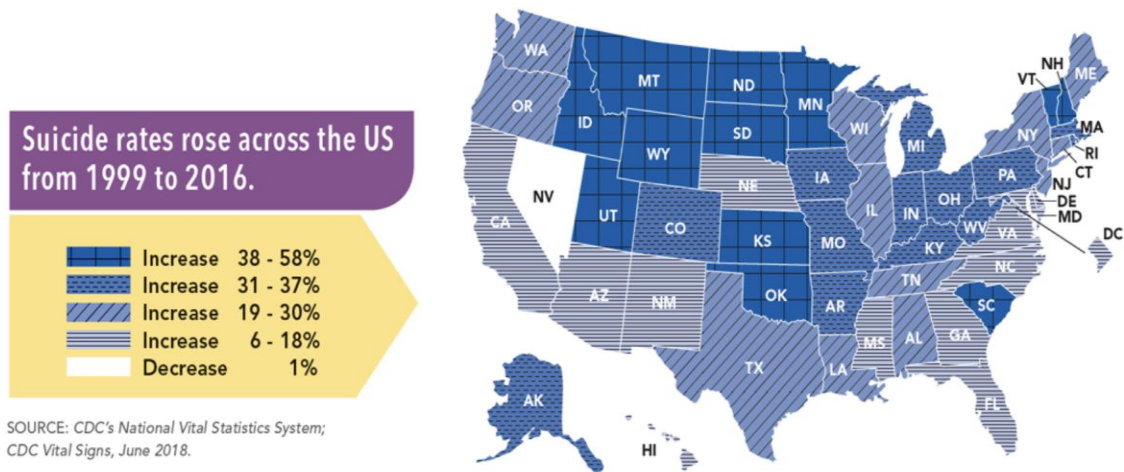 Suicide rates rose across the US
from 1999 to 2016.
Increase 38 - 58%
Increase 31 - 37%
Increase 19 - 30%
Increase 6 - 18%
Decrease 1%
SOURCE: CDC's National Vital Statistics System;
CDC Vital Signs, June 2018.
WA
MT
ND
MN
VT
NH
ME
OR
ID
SD
WI
MI
NY
MA
WY
RI
CT
NE
IA
PA
NJ
NV
IL
IN
OH
DE
MD
UT
CO
KS
MO
WV
VA
DC
CA
KY
NC
AZ
NM
OK
AR
TN
SC
MS
AL
GA
TX
LA
AK
FL
HI